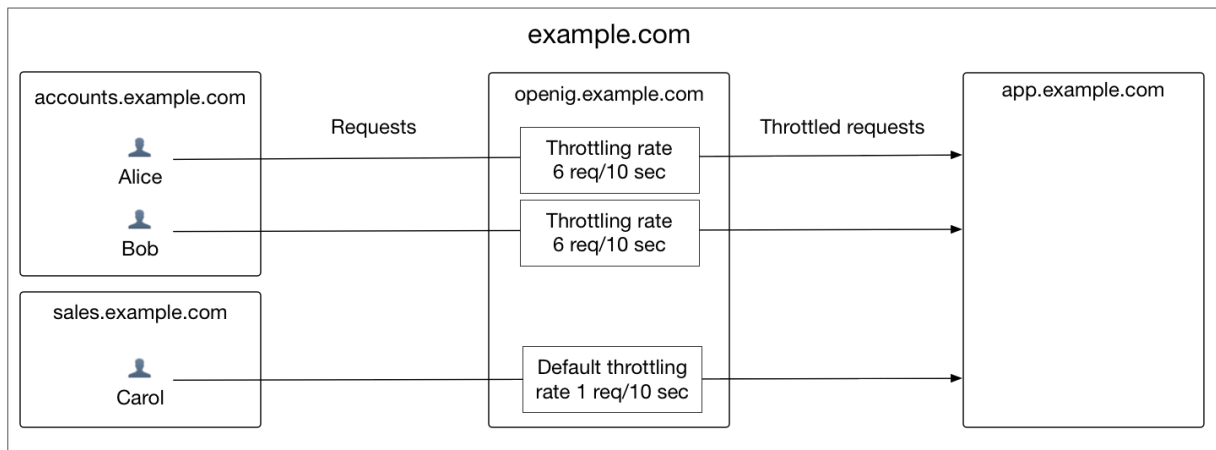 example.com
accounts.example.com
Alice
Bob
sales.example.com
Carol
Requests
openig.example.com
Throttling rate
6 req/10 sec
Throttling rate
6 req/10 sec
Default throttling
rate 1 req/10 sec
Throttled requests
app.example.com